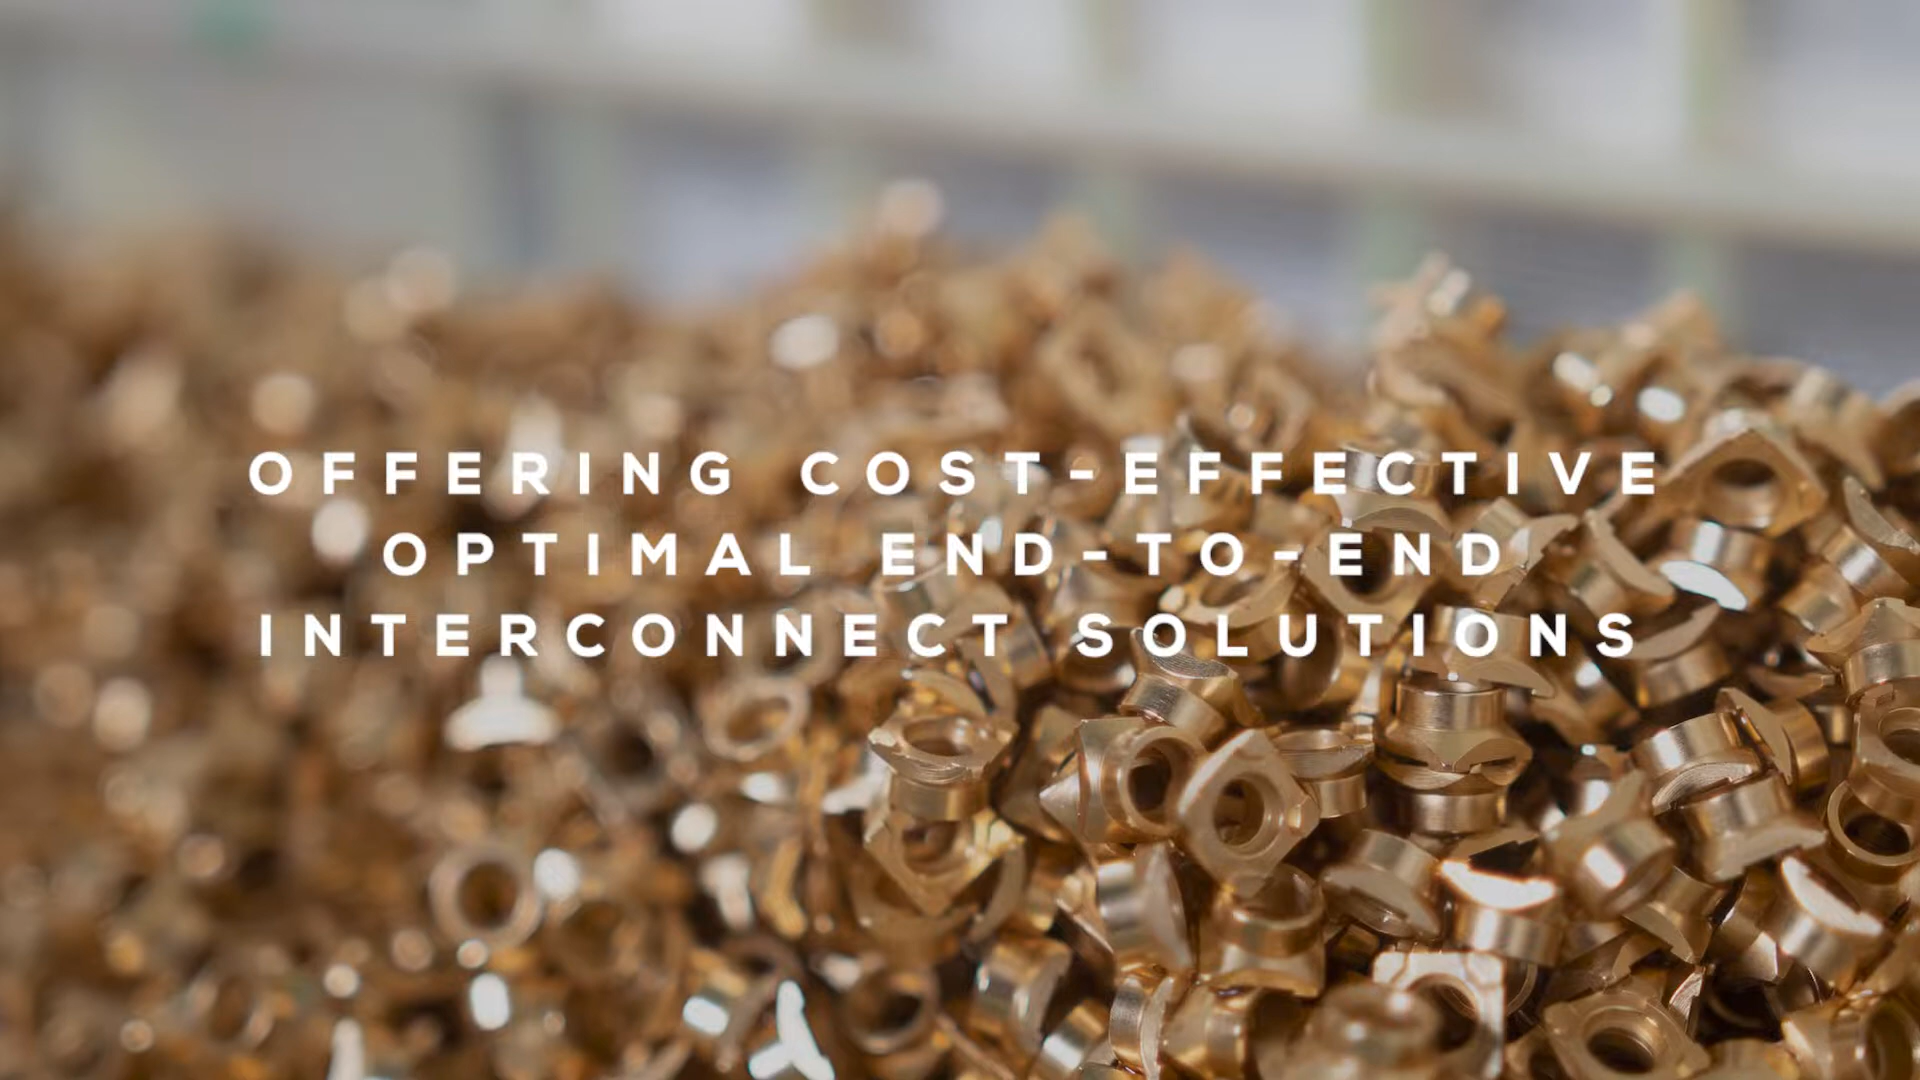 OFFERING COST-EFFECTIVE
OPTIMAL END-TO-END
INTERCONNECT SOLUTIONS